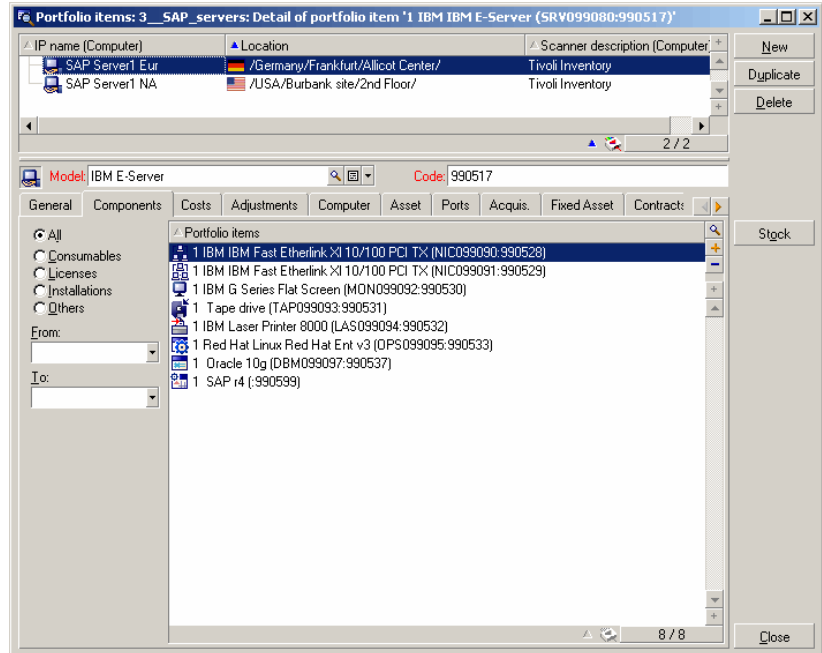 Portfolio items: 3__SAP_servers: Detail of portfolio item '1 IBM IBM E-Server (SRV099080:990517)'
IP name (Computer) Location Scanner description (Computer)
SAP Server1 Eur /Germany/Frankfurt/Allicot Center/ Tivoli Inventory
SAP Server1 NA /USA/Burbank site/2nd Floor/ Tivoli Inventory
2 / 2
New
Duplicate
Delete
Model: IBM E-Server Code: 990517
General Components Costs Adjustments Computer Asset Ports Acquis. Fixed Asset Contracts
All
Consumables
Licenses
Installations
Others
From:
To:
Portfolio items
1 IBM IBM Fast Etherlink XI 10/100 PCI TX (NIC099090:990528)
1 IBM IBM Fast Etherlink XI 10/100 PCI TX (NIC099091:990529)
1 IBM G Series Flat Screen (MON099092:990530)
1 Tape drive (TAP099093:990531)
1 IBM Laser Printer 8000 (LAS099094:990532)
1 Red Hat Linux Red Hat Ent v3 (OPS099095:990533)
1 Oracle 10g (DBM099097:990537)
1 SAP r4 (:990599)
8 / 8
Stock
Close